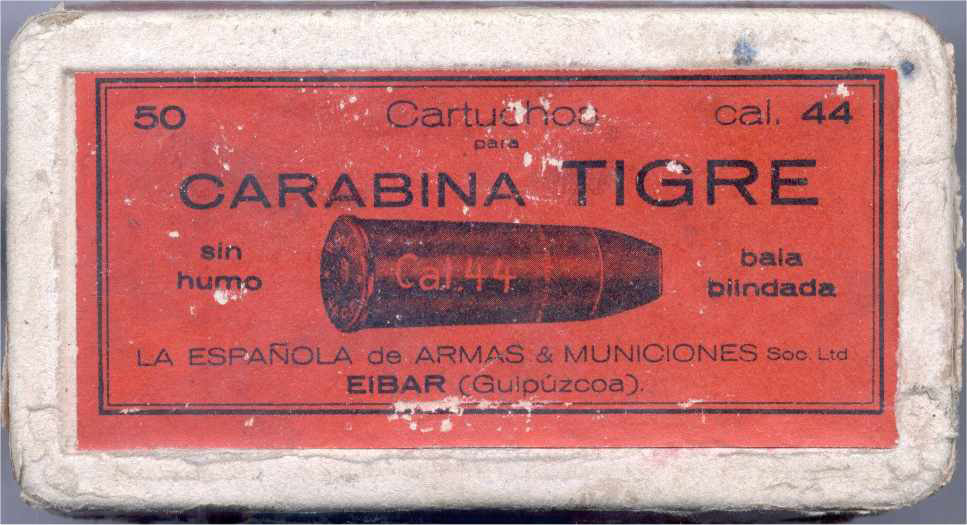 50 Cartuchos cal. 44
para
CARABINA TIGRE
sin
humo
Cal.44
bala
blindada
LA ESPAÑOLA de ARMAS & MUNICIONES Soc. Ltd
EIBAR (Guipúzcoa).